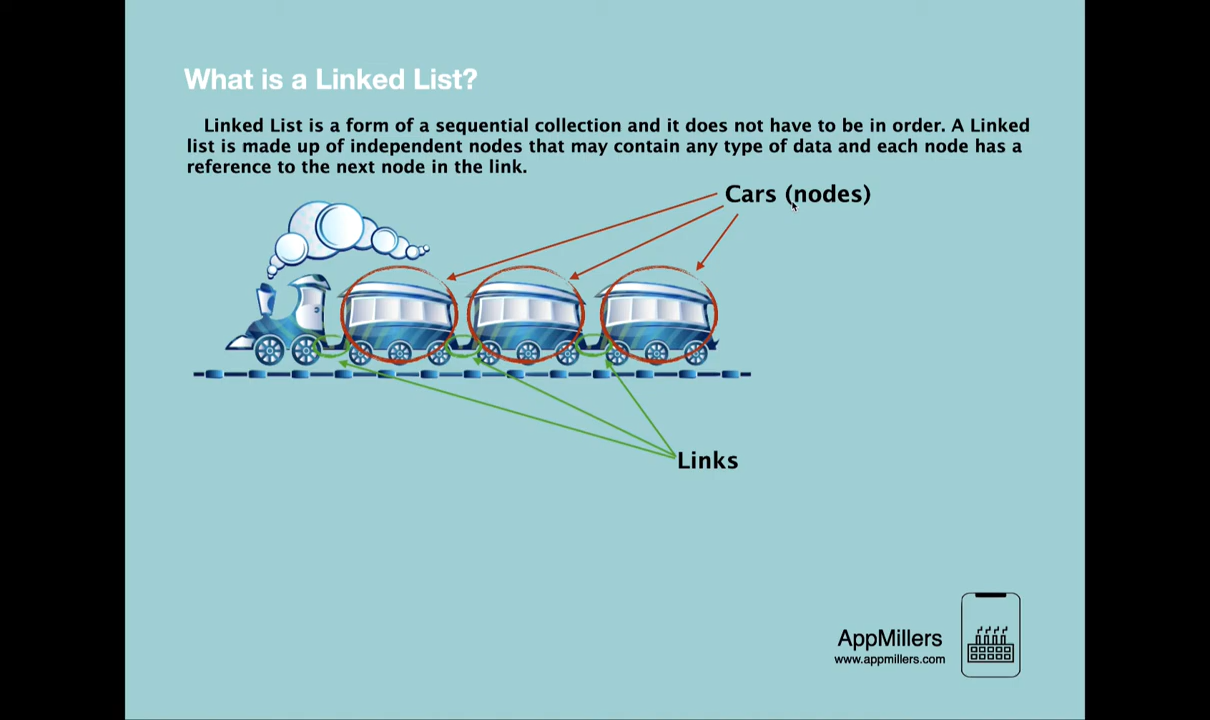 What is a Linked List?
Linked List is a form of a sequential collection and it does not have to be in order. A Linked
list is made up of independent nodes that may contain any type of data and each node has a
reference to the next node in the link.
Cars (nodes)
Links
AppMillers
www.appmillers.com